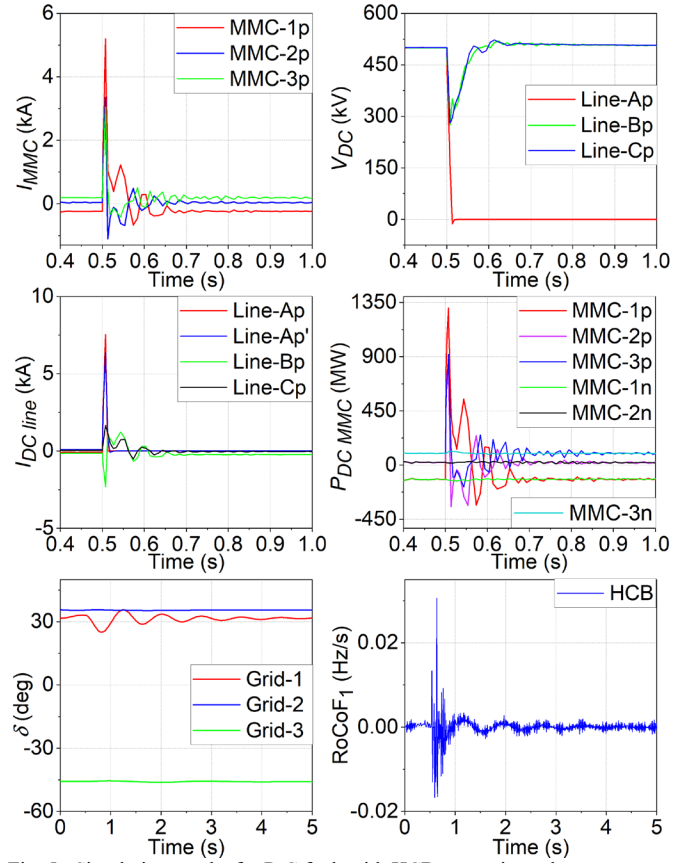 6
4
2
0
I_MMC (kA)
MMC-1p
MMC-2p
MMC-3p
0.4 0.5 0.6 0.7 0.8 0.9 1.0
Time (s)
600
450
300
150
0
V_DC (kV)
Line-Ap
Line-Bp
Line-Cp
0.4 0.5 0.6 0.7 0.8 0.9 1.0
Time (s)
10
5
0
-5
I_DC line (kA)
Line-Ap
Line-Ap'
Line-Bp
Line-Cp
0.4 0.5 0.6 0.7 0.8 0.9 1.0
Time (s)
1350
900
450
0
-450
P_DC MMC (MW)
MMC-1p
MMC-2p
MMC-3p
MMC-1n
MMC-2n
MMC-3n
0.4 0.5 0.6 0.7 0.8 0.9 1.0
Time (s)
30
0
-30
-60
δ (deg)
Grid-1
Grid-2
Grid-3
0 1 2 3 4 5
Time (s)
0.02
0.00
-0.02
RoCoF₁ (Hz/s)
HCB
0 1 2 3 4 5
Time (s)